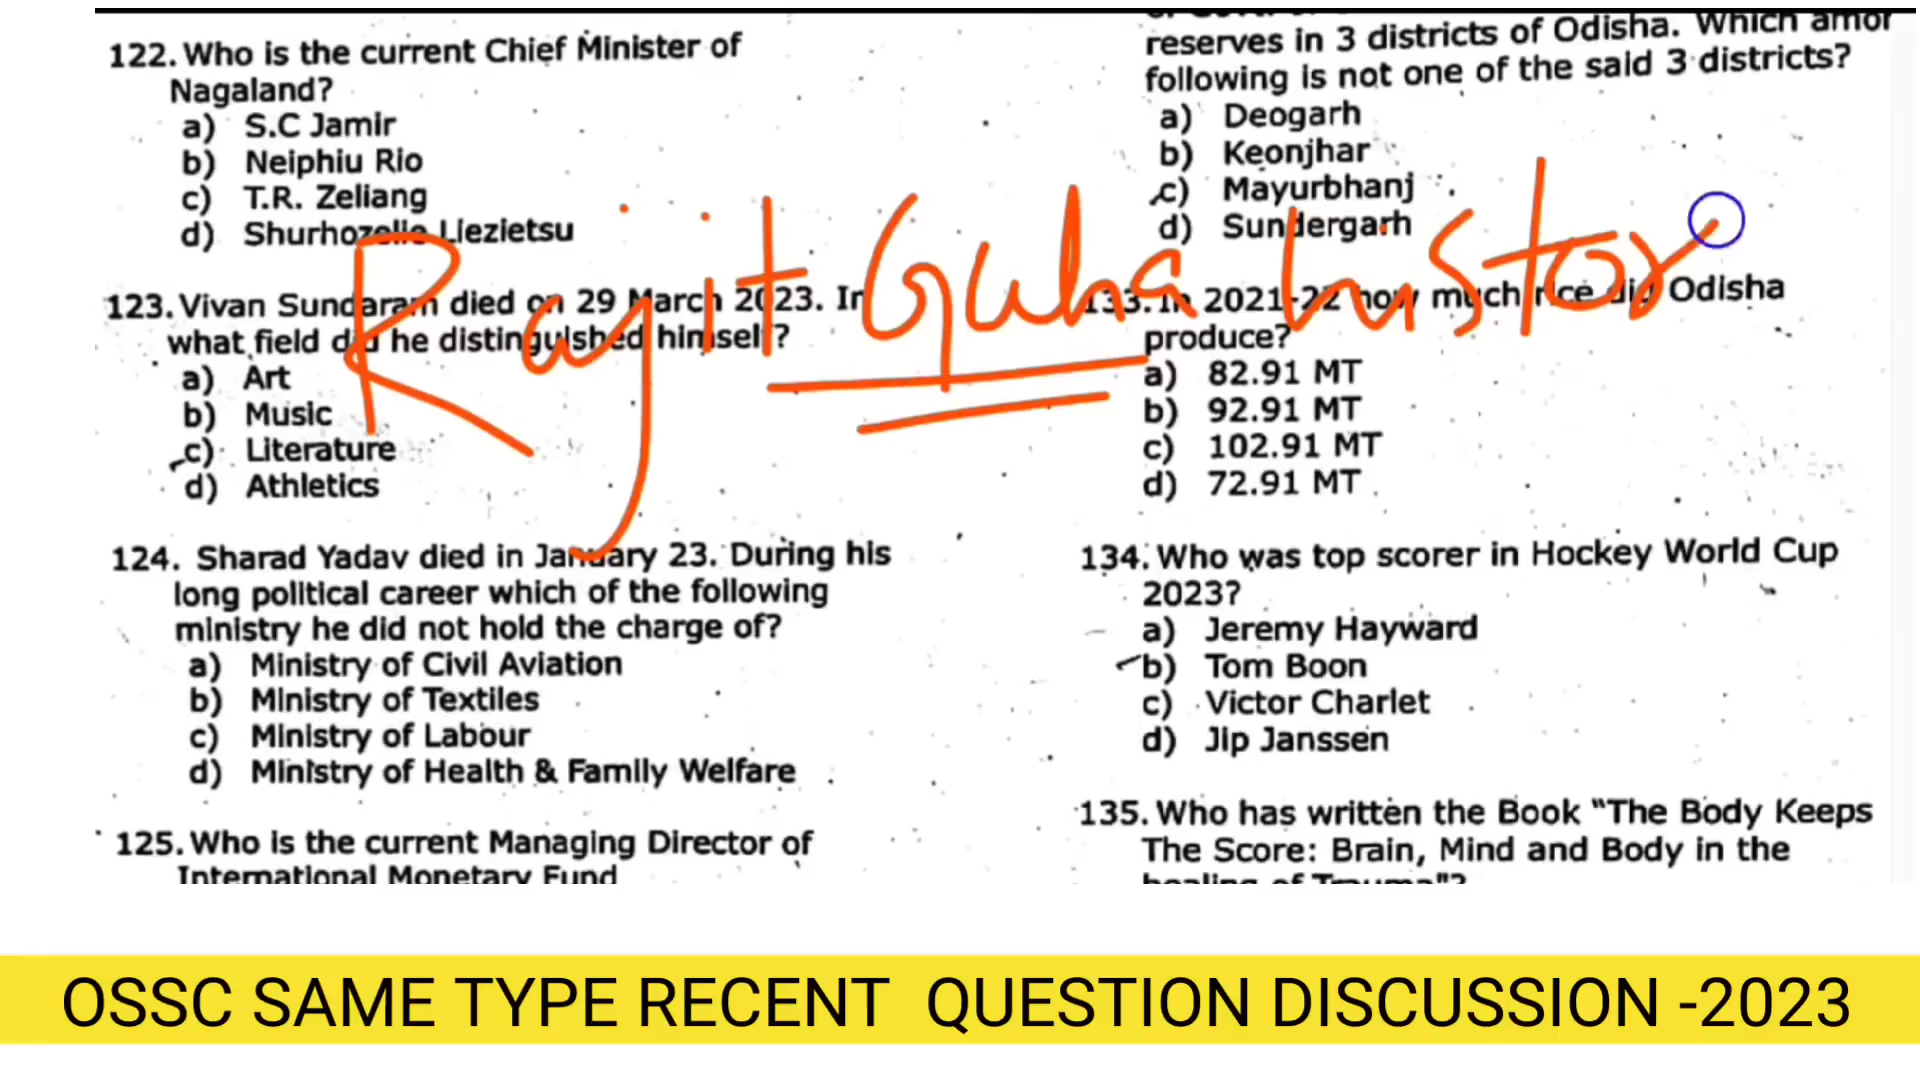 122. Who is the current Chief Minister of
Nagaland?
a) S.C Jamir
b) Neiphiu Rio
c) T.R. Zeliang
d) Shurhozelie Liezietsu
123. Vivan Sundaram died on 29 March 2023. In
what field did he distinguished himself?
a) Art
b) Music
c) Literature
d) Athletics
124. Sharad Yadav died in January 23. During his
long political career which of the following
ministry he did not hold the charge of?
a) Ministry of Civil Aviation
b) Ministry of Textiles
c) Ministry of Labour
d) Ministry of Health & Family Welfare
125. Who is the current Managing Director of
International Monetary Fund
reserves in 3 districts of Odisha. Which amon
following is not one of the said 3 districts?
a) Deogarh
b) Keonjhar
c) Mayurbhanj
d) Sundergarh
133. In 2021-22 how much rice did Odisha
produce?
a) 82.91 MT
b) 92.91 MT
c) 102.91 MT
d) 72.91 MT
134. Who was top scorer in Hockey World Cup
2023?
a) Jeremy Hayward
b) Tom Boon
c) Victor Charlet
d) Jip Janssen
135. Who has written the Book "The Body Keeps
The Score: Brain, Mind and Body in the
healing of Trauma"?
Rajit Guha histor
OSSC SAME TYPE RECENT QUESTION DISCUSSION -2023